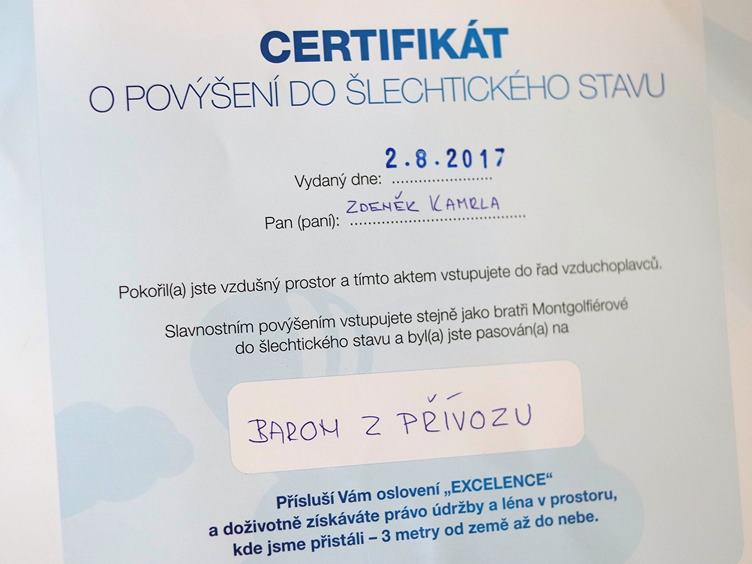 CERTIFIKÁT
O POVÝŠENÍ DO ŠLECHTICKÉHO STAVU
Vydaný dne: 2.8.2017
Pan (paní): ZDENĚK KAMRLA
Pokořil(a) jste vzdušný prostor a tímto aktem vstupujete do řad vzduchoplavců.
Slavnostním povýšením vstupujete stejně jako bratři Montgolfiérové
do šlechtického stavu a byl(a) jste pasován(a) na
BAROM Z PŘÍVOZU
Přísluší Vám oslovení „EXCELENCE“
a doživotně získáváte právo údržby a léna v prostoru,
kde jsme přistáli – 3 metry od země až do nebe.